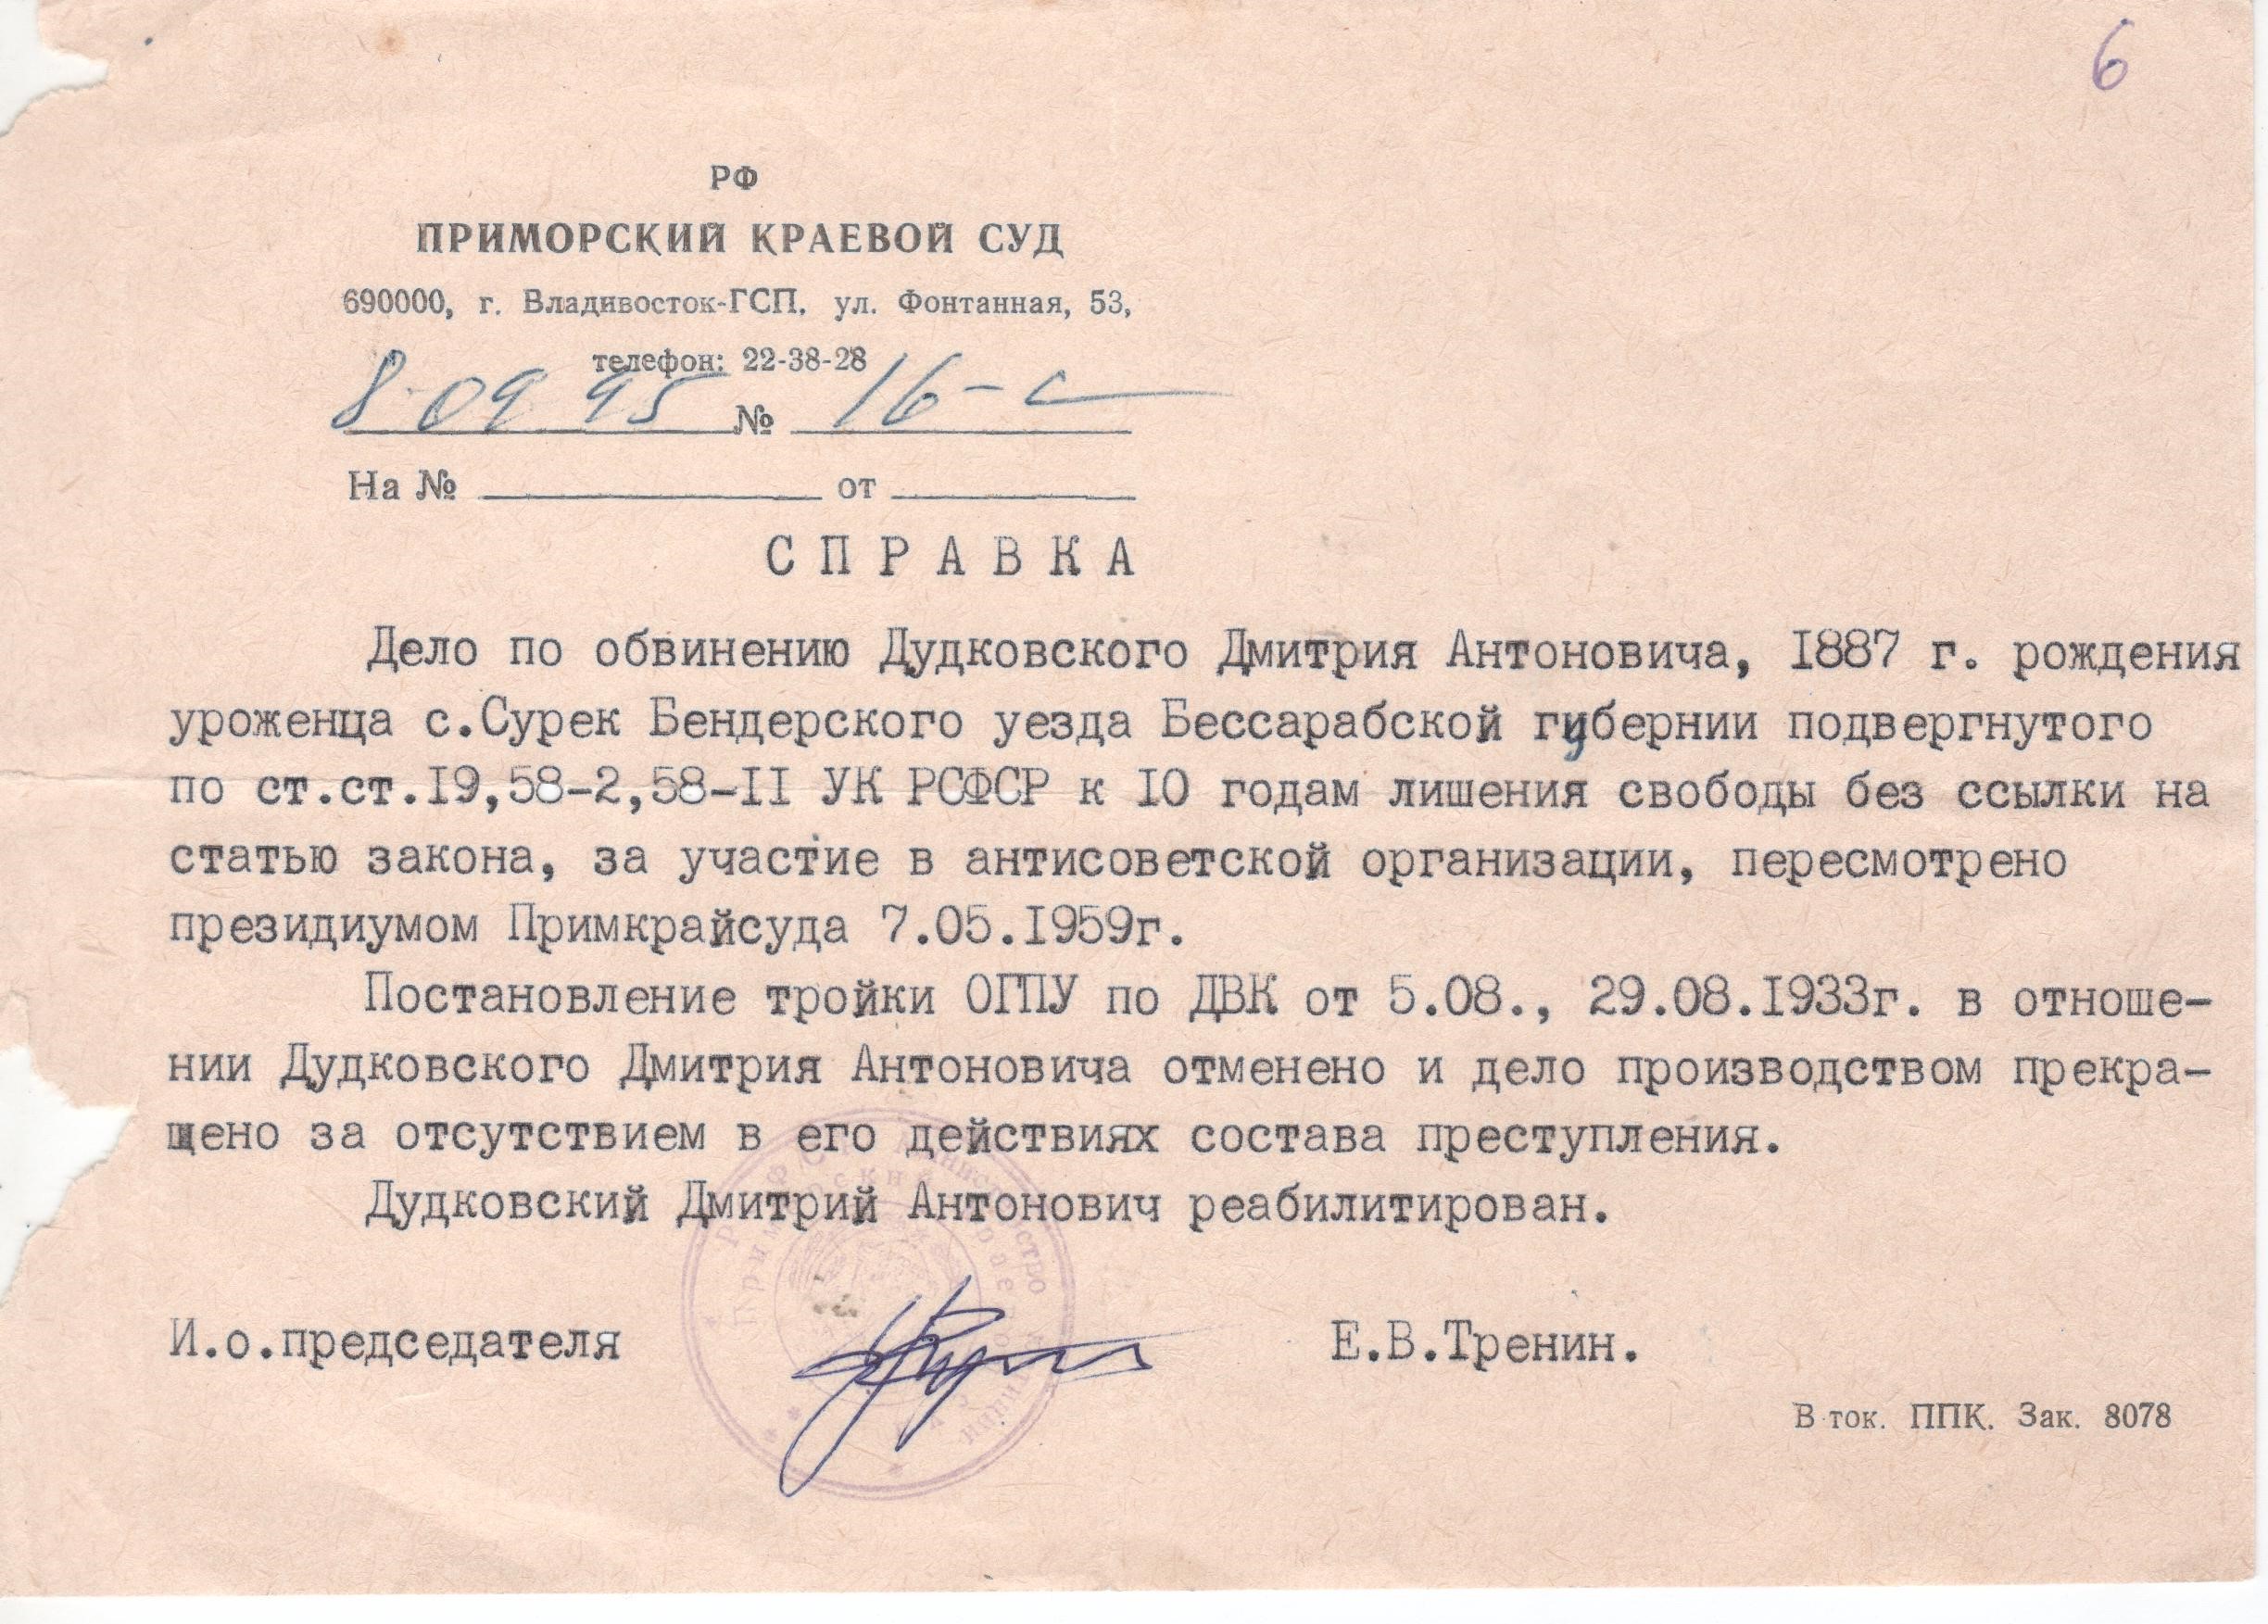 6
РФ
ПРИМОРСКИЙ КРАЕВОЙ СУД
690000, г. Владивосток-ГСП, ул. Фонтанная, 53,
телефон: 22-38-28
8.09 95 № 16-с
На № от
СПРАВКА
Дело по обвинению Дудковского Дмитрия Антоновича, 1887 г. рождения
уроженца с.Сурек Бендерского уезда Бессарабской губернии подвергнутого
по ст.ст.19,58-2,58-11 УК РСФСР к 10 годам лишения свободы без ссылки на
статью закона, за участие в антисоветской организации, пересмотрено
президиумом Примкрайсуда 7.05.1959г.
Постановление тройки ОГПУ по ДВК от 5.08., 29.08.1933г. в отноше-
нии Дудковского Дмитрия Антоновича отменено и дело производством прекра-
щено за отсутствием в его действиях состава преступления.
Дудковский Дмитрий Антонович реабилитирован.
И.о.председателя Е.В.Тренин.
В-ток. ППК. Зак. 8078